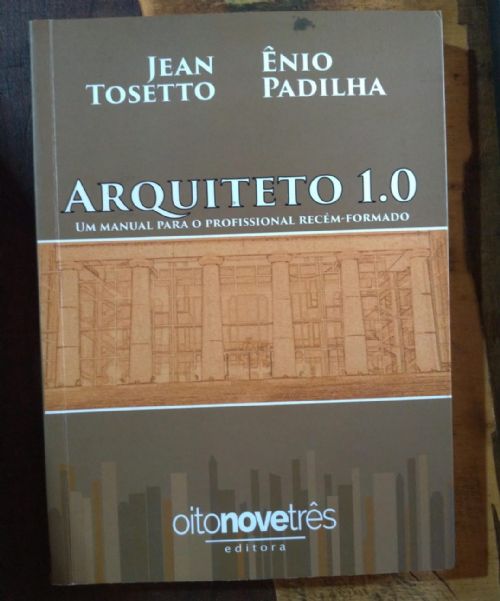 JEAN TOSETTO
ÊNIO PADILHA
ARQUITETO 1.0
UM MANUAL PARA O PROFISSIONAL RECÉM-FORMADO
oitonovetrês
editora